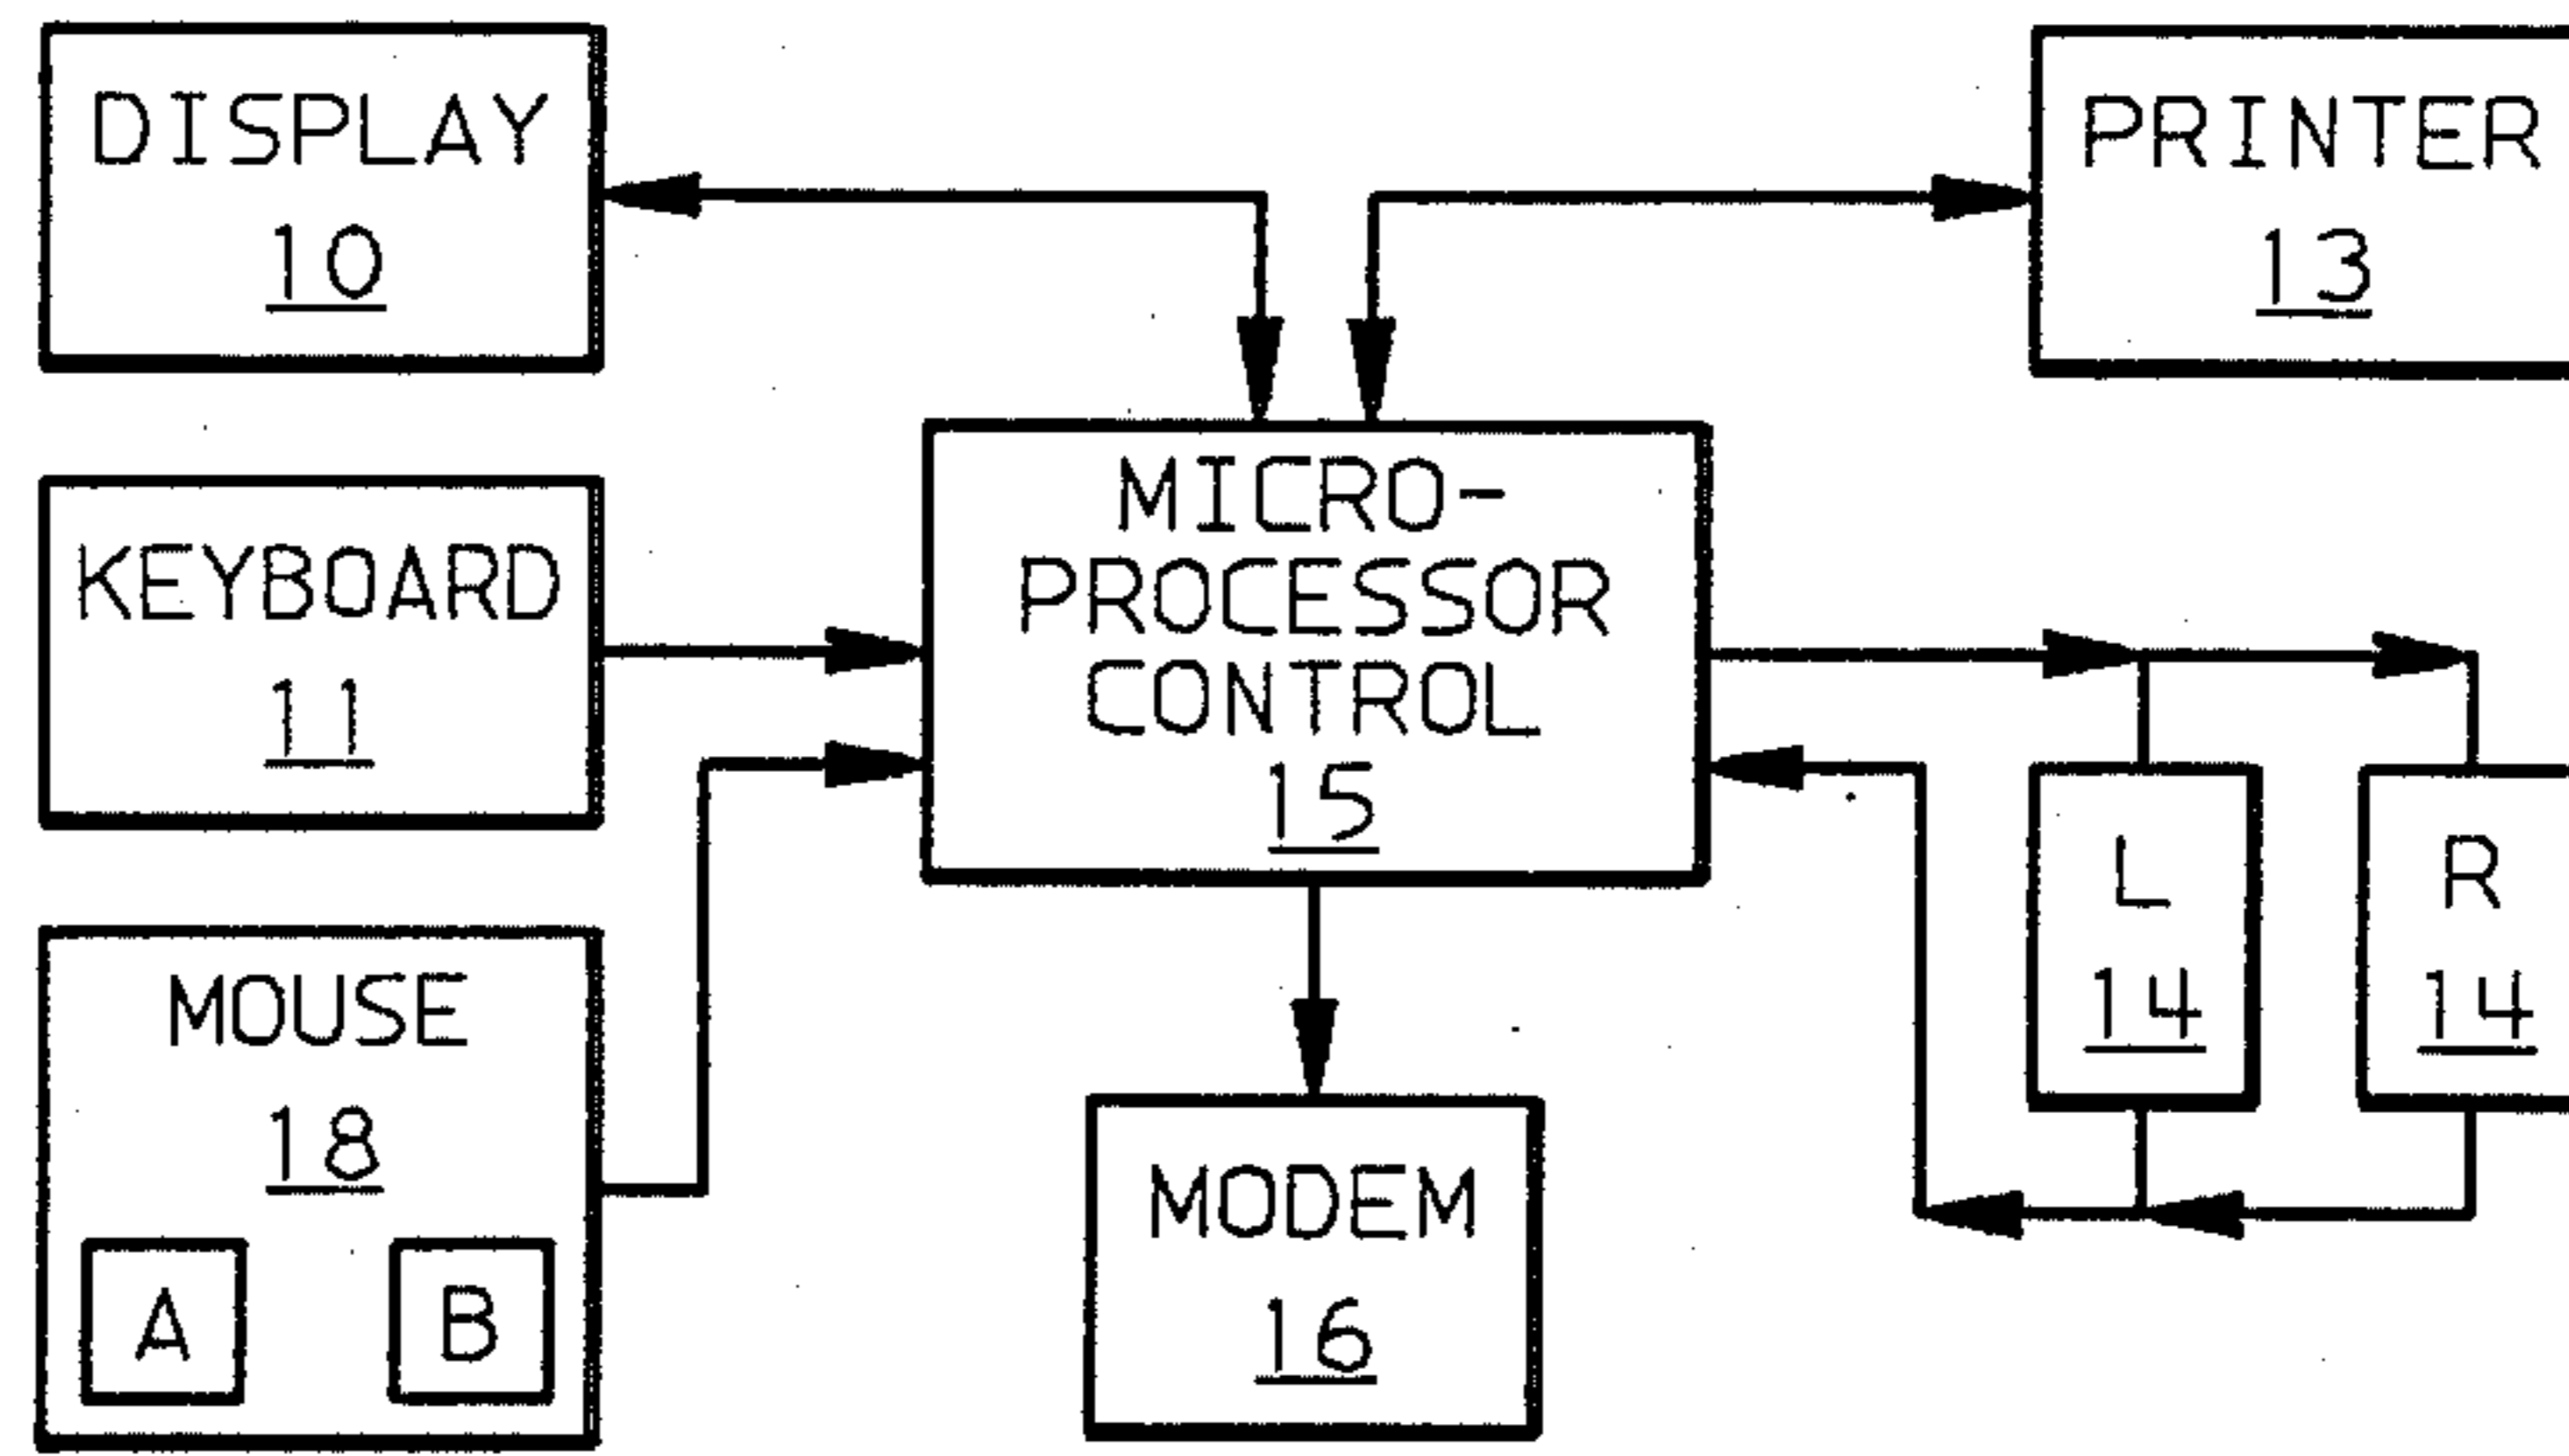 DISPLAY
10
PRINTER
13
KEYBOARD
11
MICRO-
PROCESSOR
CONTROL
15
L
14
R
14
MOUSE
18
A B
MODEM
16